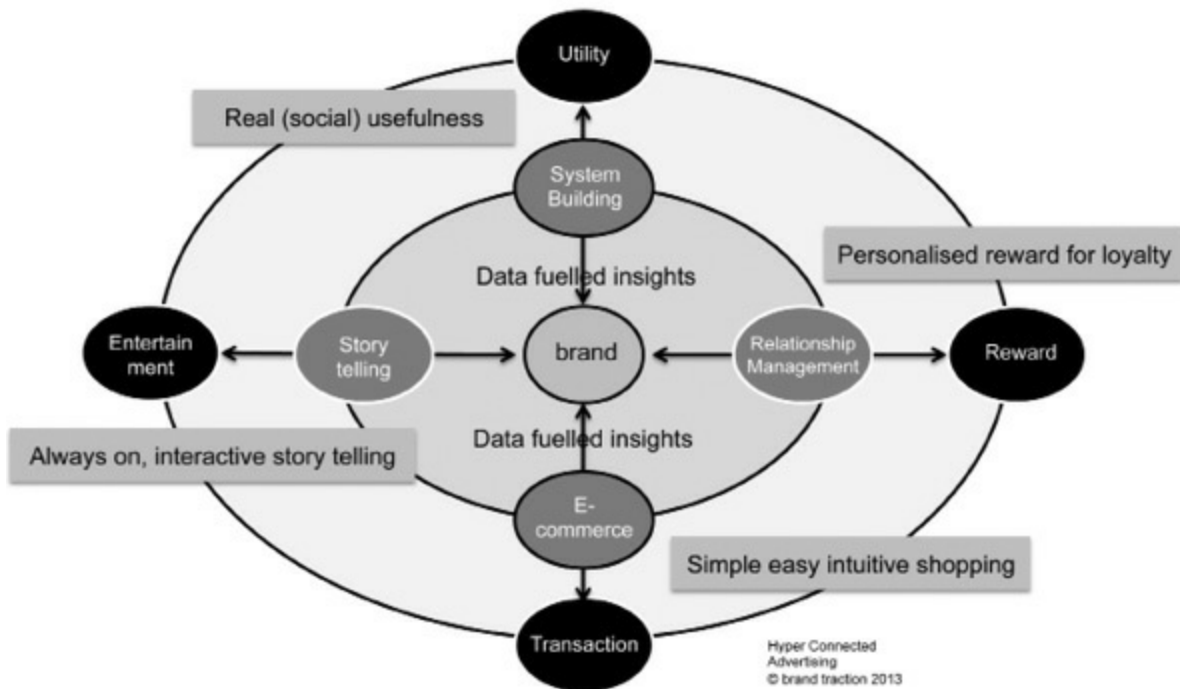 Utility
Real (social) usefulness
System
Building
Personalised reward for loyalty
Data fuelled insights
Entertain
ment
Story
telling
brand
Relationship
Management
Reward
Always on, interactive story telling
Data fuelled insights
E-
commerce
Simple easy intuitive shopping
Transaction
Hyper Connected
Advertising
© brand traction 2013